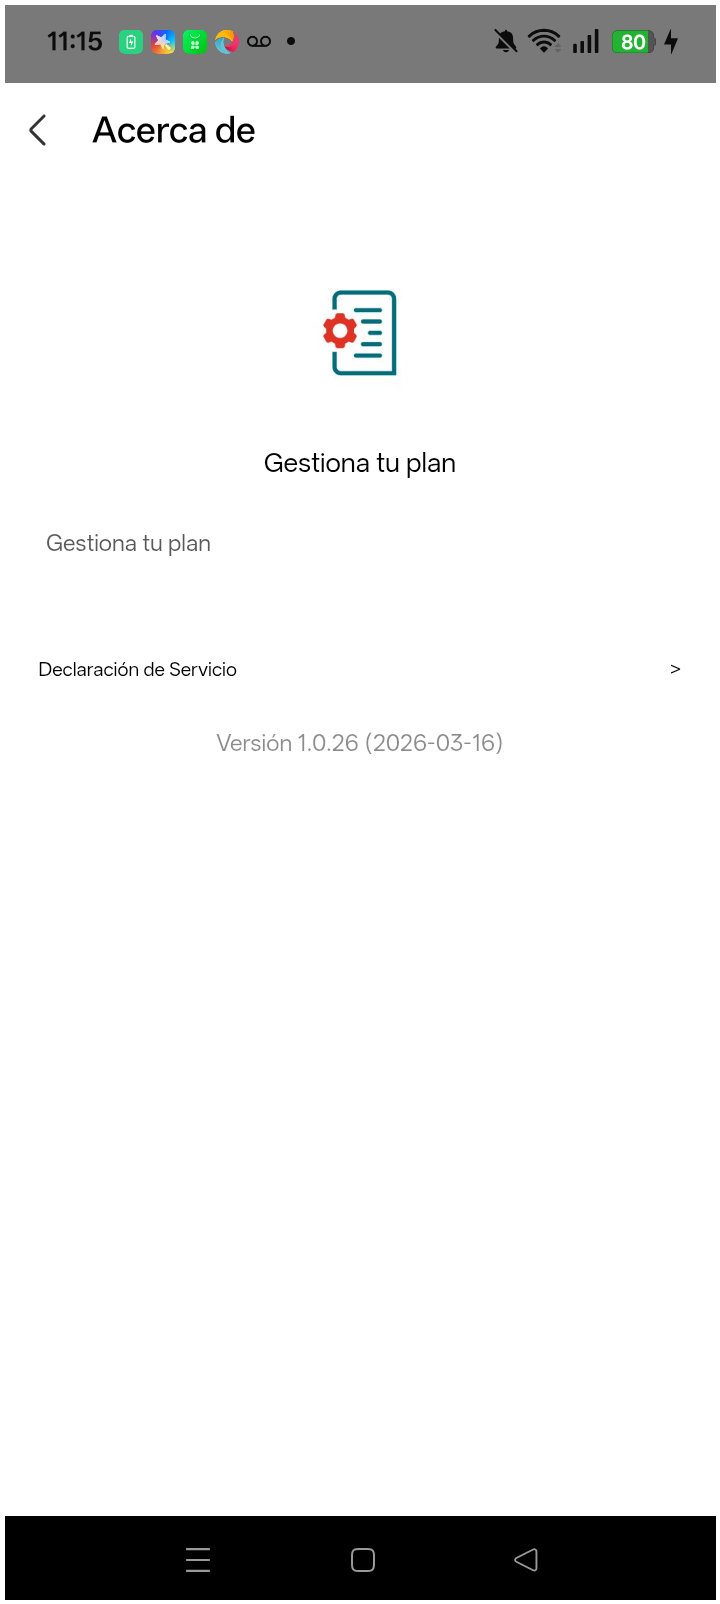 11:15
80
Acerca de
Gestiona tu plan
Gestiona tu plan
Declaración de Servicio >
Versión 1.0.26 (2026-03-16)